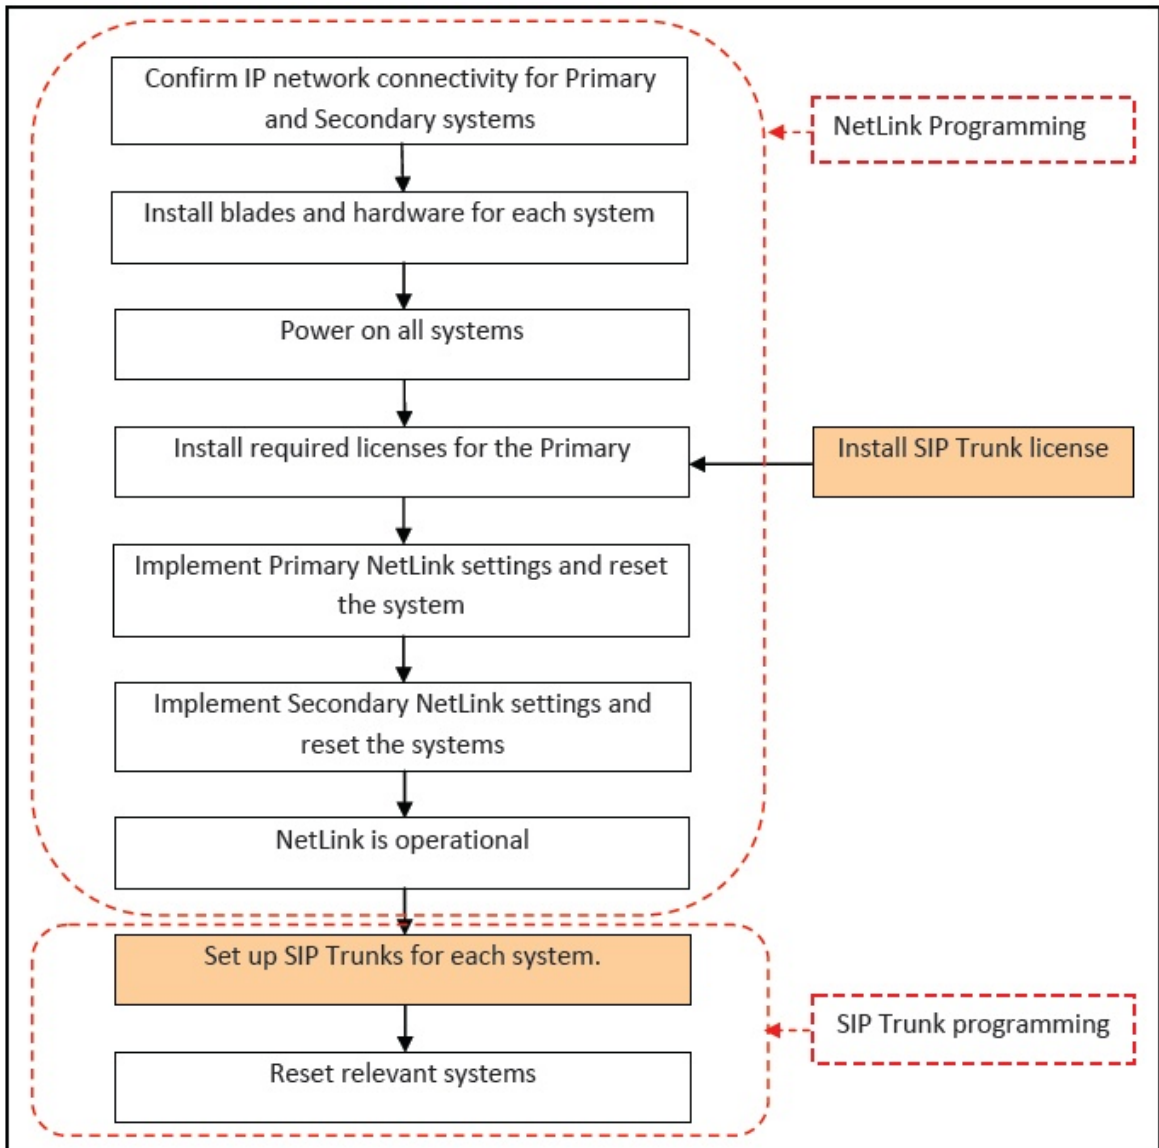 Confirm IP network connectivity for Primary
and Secondary systems
NetLink Programming
Install blades and hardware for each system
Power on all systems
Install required licenses for the Primary
Install SIP Trunk license
Implement Primary NetLink settings and reset
the system
Implement Secondary NetLink settings and
reset the systems
NetLink is operational
Set up SIP Trunks for each system.
SIP Trunk programming
Reset relevant systems